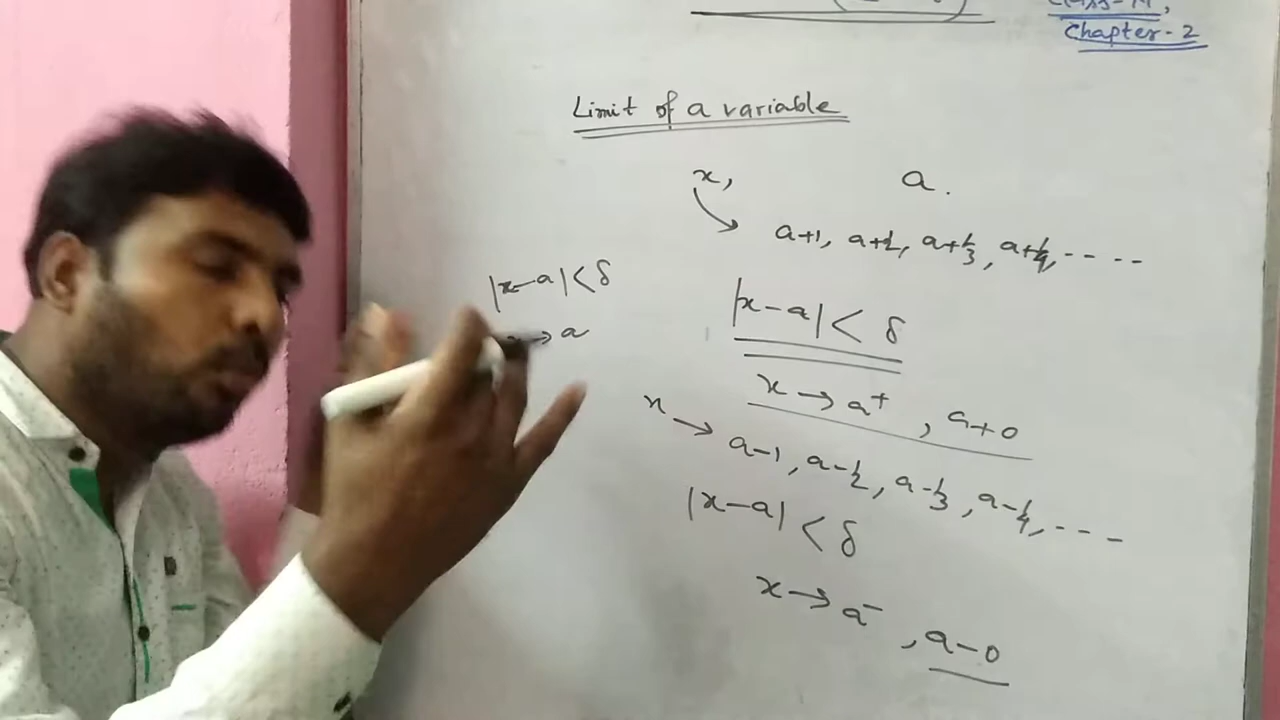 Chapter - 2
Limit of a variable
x, a.
a+1, a+1/2, a+1/3, a+1/4, - - - -
|x-a| < δ
→ a
|x-a| < δ
x → a⁺, a+0
x → a-1, a-1/2, a-1/3, a-1/4, - - -
|x-a| < δ
x → a⁻, a-0